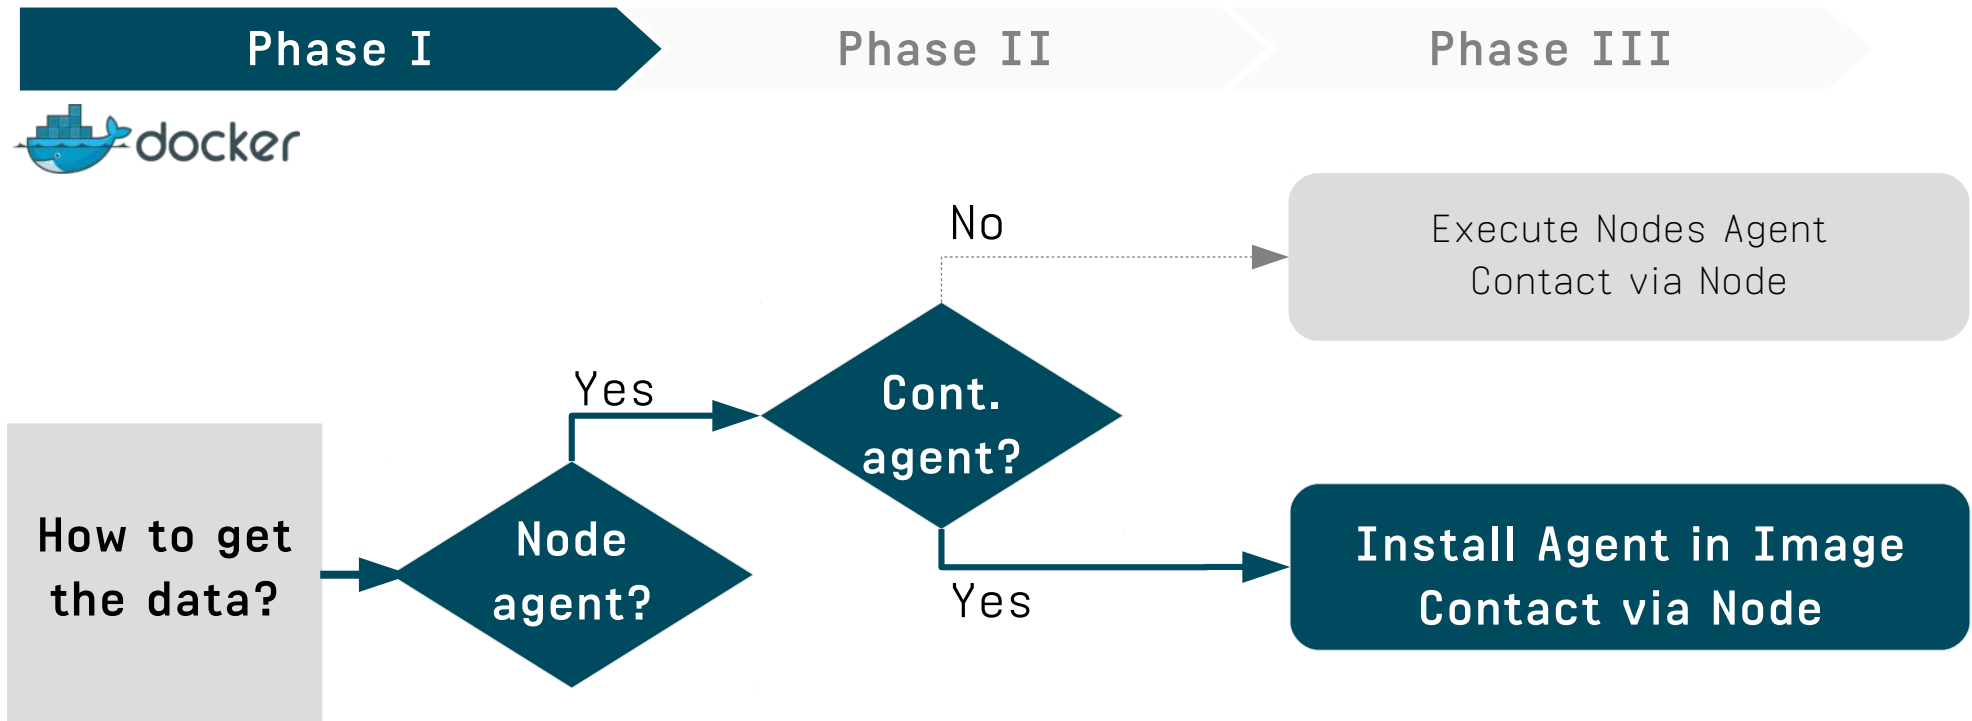 Phase I
Phase II
Phase III
docker
No
Execute Nodes Agent
Contact via Node
Yes
Cont.
agent?
How to get
the data?
Node
agent?
Install Agent in Image
Contact via Node
Yes